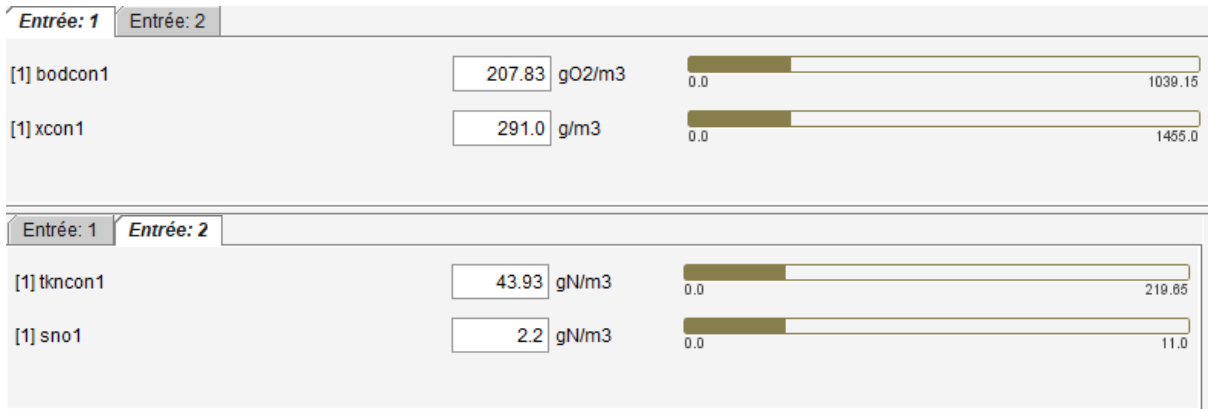 Entrée: 1 Entrée: 2
[1] bodcon1 207.83 gO2/m3
0.0 1039.15
[1] xcon1 291.0 g/m3
0.0 1455.0
Entrée: 1 Entrée: 2
[1] tkncon1 43.93 gN/m3
0.0 219.65
[1] sno1 2.2 gN/m3
0.0 11.0